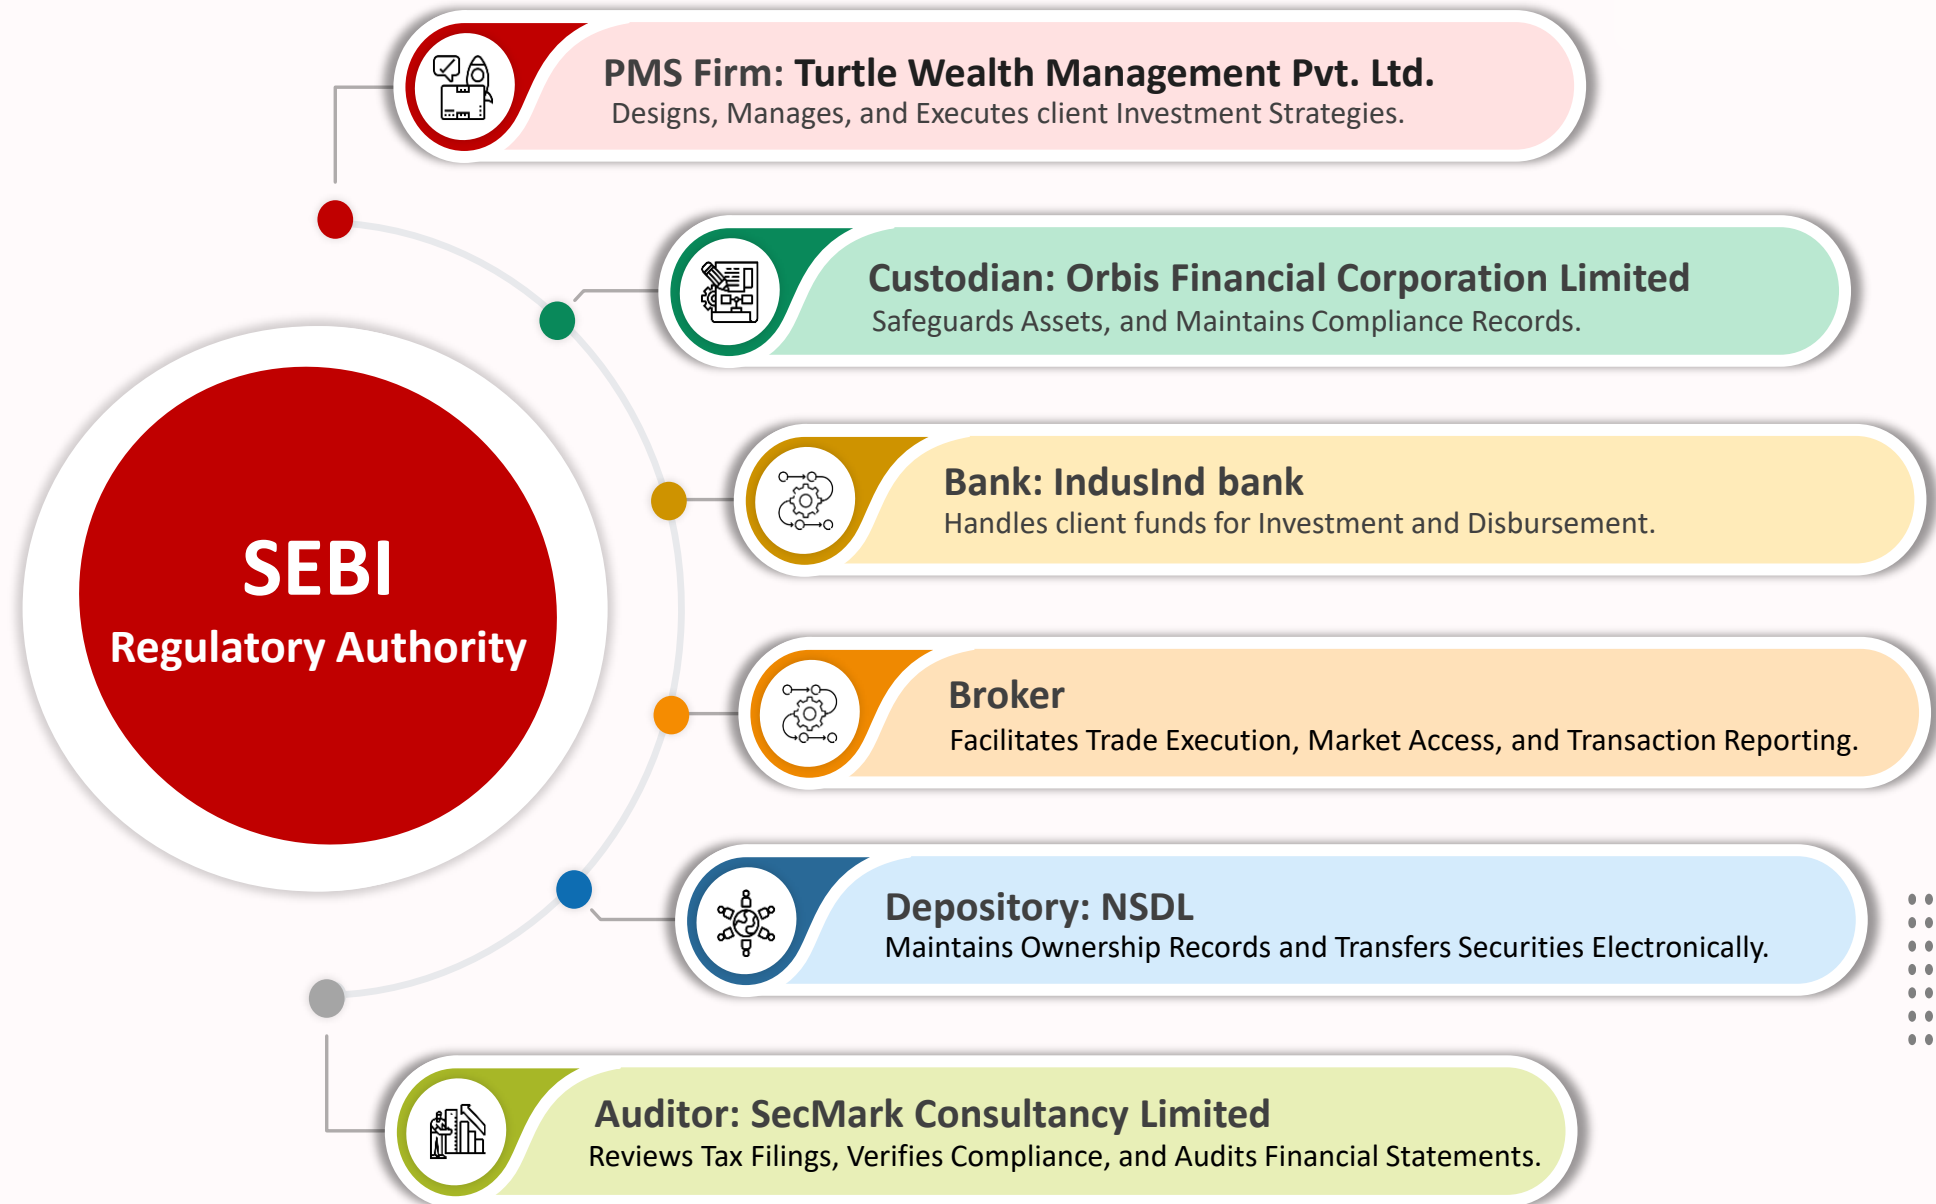 PMS Firm: Turtle Wealth Management Pvt. Ltd.
Designs, Manages, and Executes client Investment Strategies.
Custodian: Orbis Financial Corporation Limited
Safeguards Assets, and Maintains Compliance Records.
Bank: IndusInd bank
Handles client funds for Investment and Disbursement.
SEBI
Regulatory Authority
Broker
Facilitates Trade Execution, Market Access, and Transaction Reporting.
Depository: NSDL
Maintains Ownership Records and Transfers Securities Electronically.
Auditor: SecMark Consultancy Limited
Reviews Tax Filings, Verifies Compliance, and Audits Financial Statements.